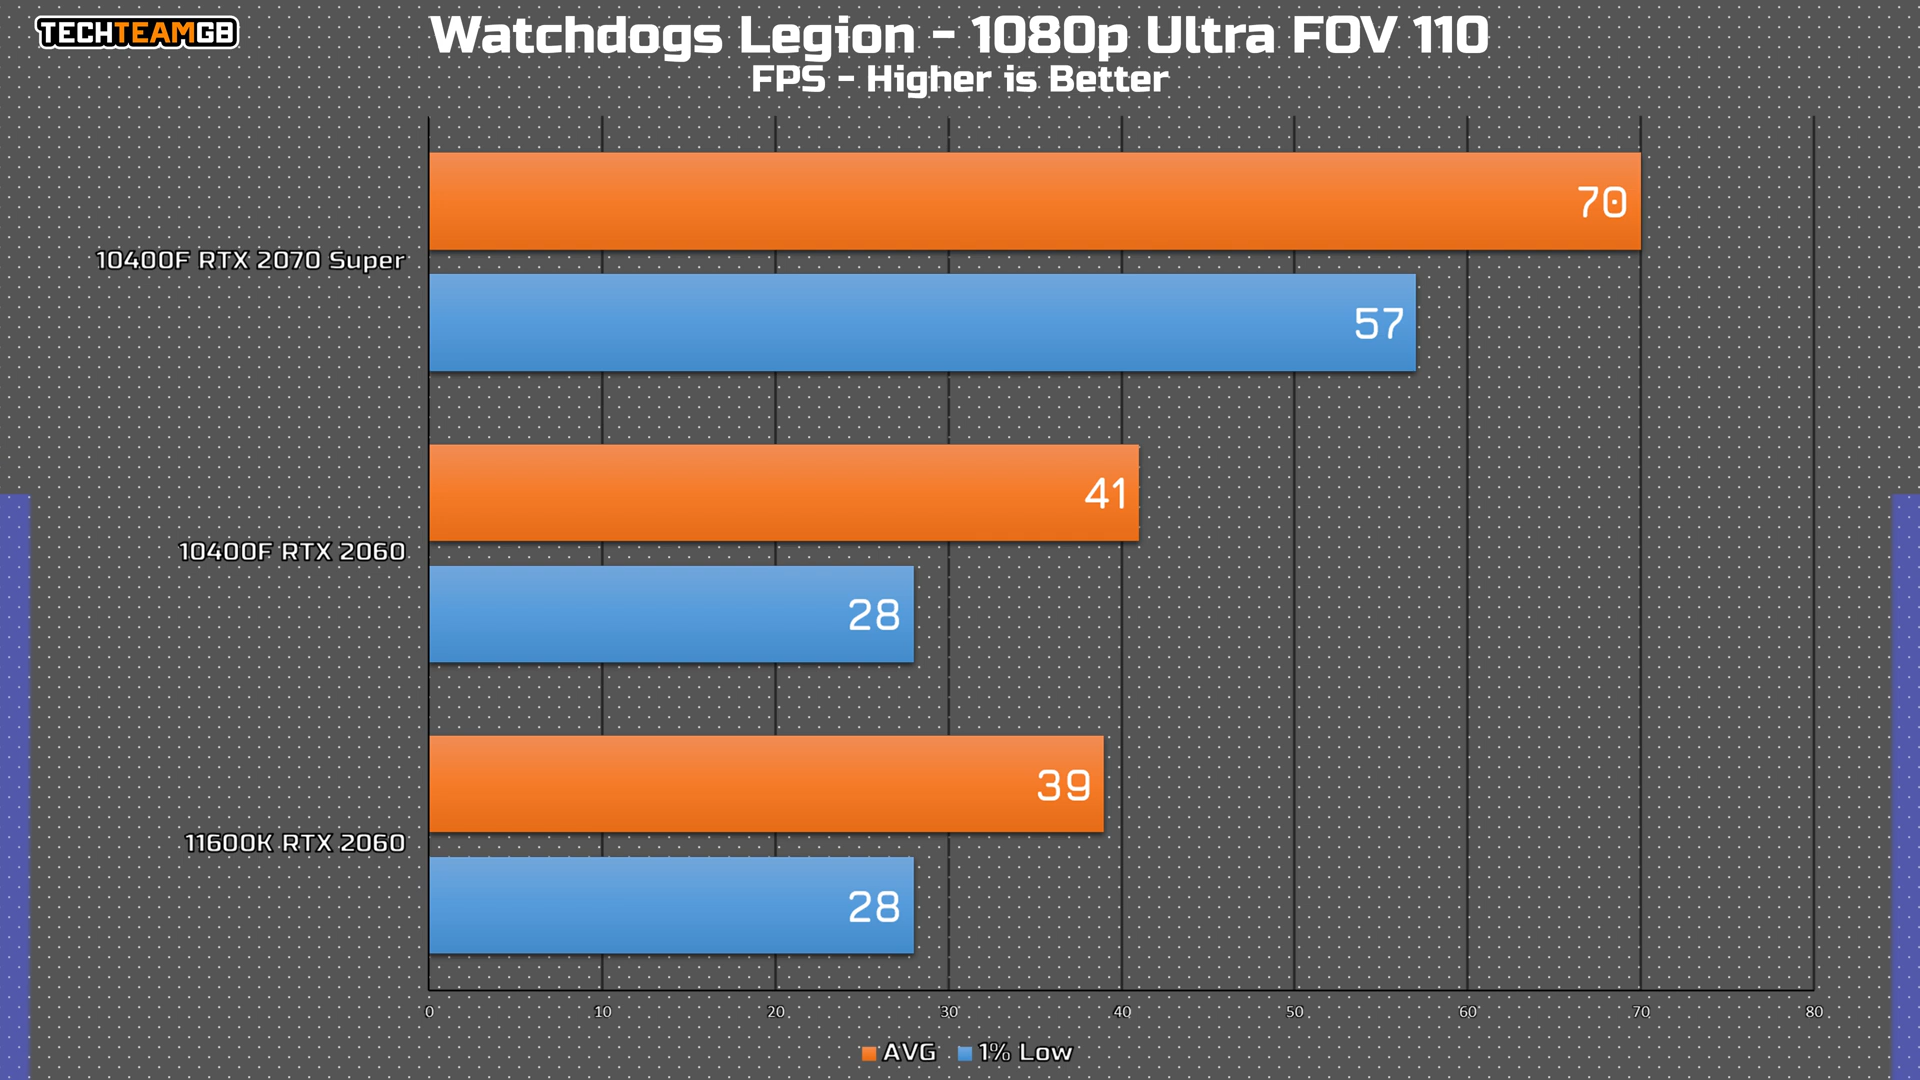 TECHTEAMGB
Watchdogs Legion - 1080p Ultra FOV 110
FPS - Higher is Better
10400F RTX 2070 Super
70
57
10400F RTX 2060
41
28
11600K RTX 2060
39
28
0 10 20 30 40 50 60 70 80
AVG 1% Low